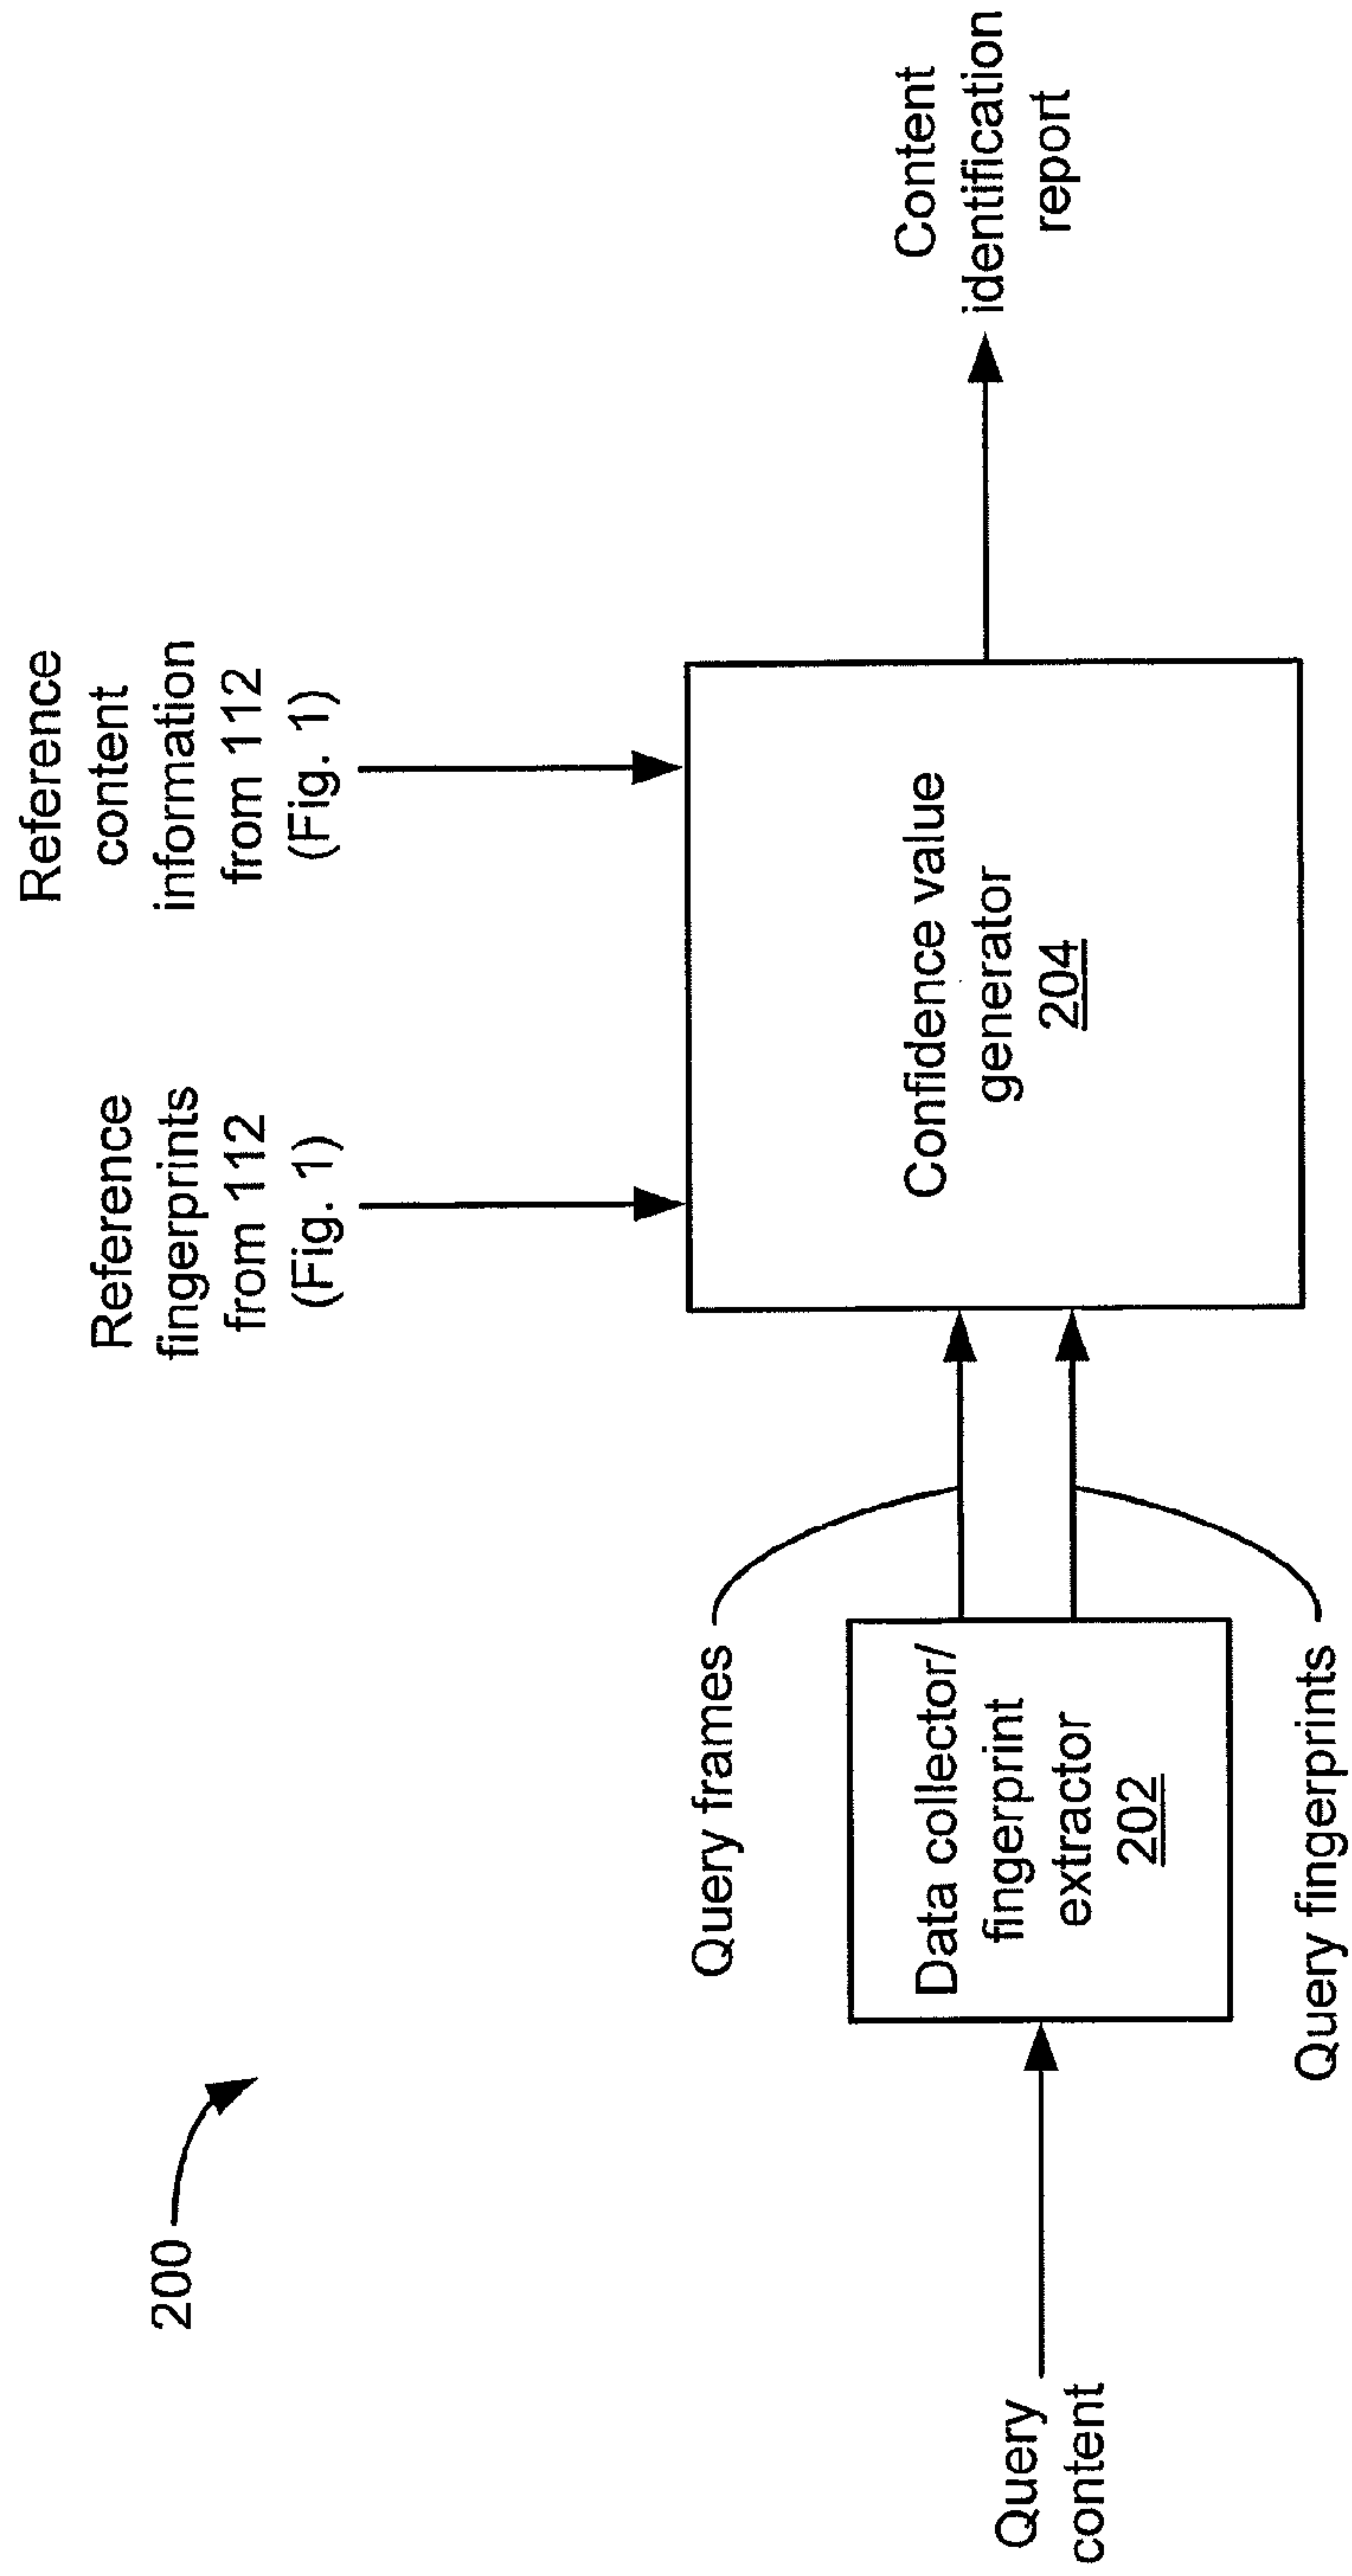 200
Reference
fingerprints
from 112
(Fig. 1)
Reference
content
information
from 112
(Fig. 1)
Query frames
Query
content
Data collector/
fingerprint
extractor
202
Confidence value
generator
204
Content
identification
report
Query fingerprints